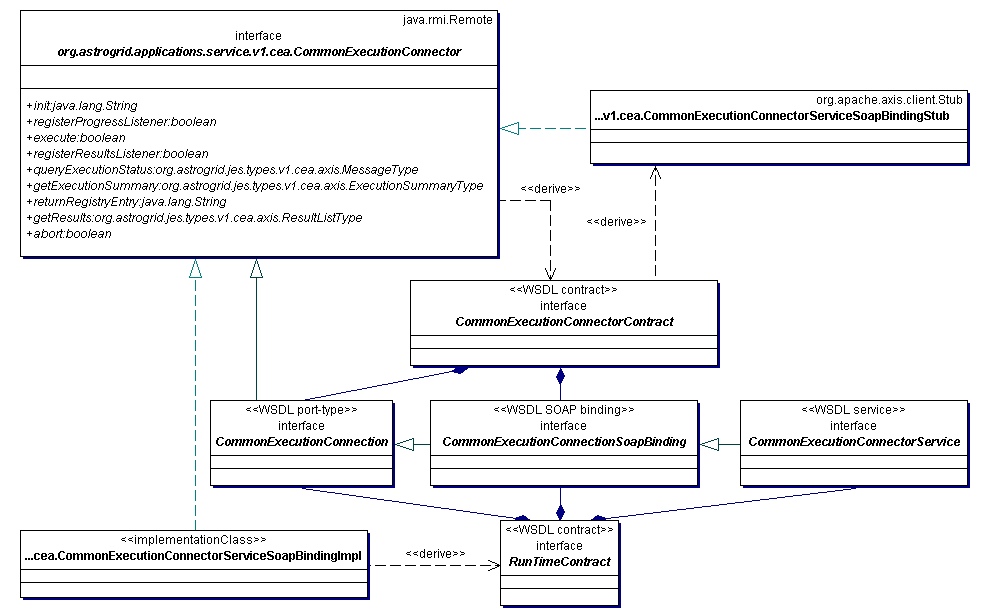 java.rmi.Remote
interface
org.astrogrid.applications.service.v1.cea.CommonExecutionConnector
+init:java.lang.String
+registerProgressListener:boolean
+execute:boolean
+registerResultsListener:boolean
+queryExecutionStatus:org.astrogrid.jes.types.v1.cea.axis.MessageType
+getExecutionSummary:org.astrogrid.jes.types.v1.cea.axis.ExecutionSummaryType
+returnRegistryEntry:java.lang.String
+getResults:org.astrogrid.jes.types.v1.cea.axis.ResultListType
+abort:boolean
org.apache.axis.client.Stub
...v1.cea.CommonExecutionConnectorServiceSoapBindingStub
<<derive>>
<<derive>>
<<WSDL contract>>
interface
CommonExecutionConnectorContract
<<WSDL port-type>>
interface
CommonExecutionConnection
<<WSDL SOAP binding>>
interface
CommonExecutionConnectionSoapBinding
<<WSDL service>>
interface
CommonExecutionConnectorService
<<implementationClass>>
...cea.CommonExecutionConnectorServiceSoapBindingImpl
<<derive>>
<<WSDL contract>>
interface
RunTimeContract